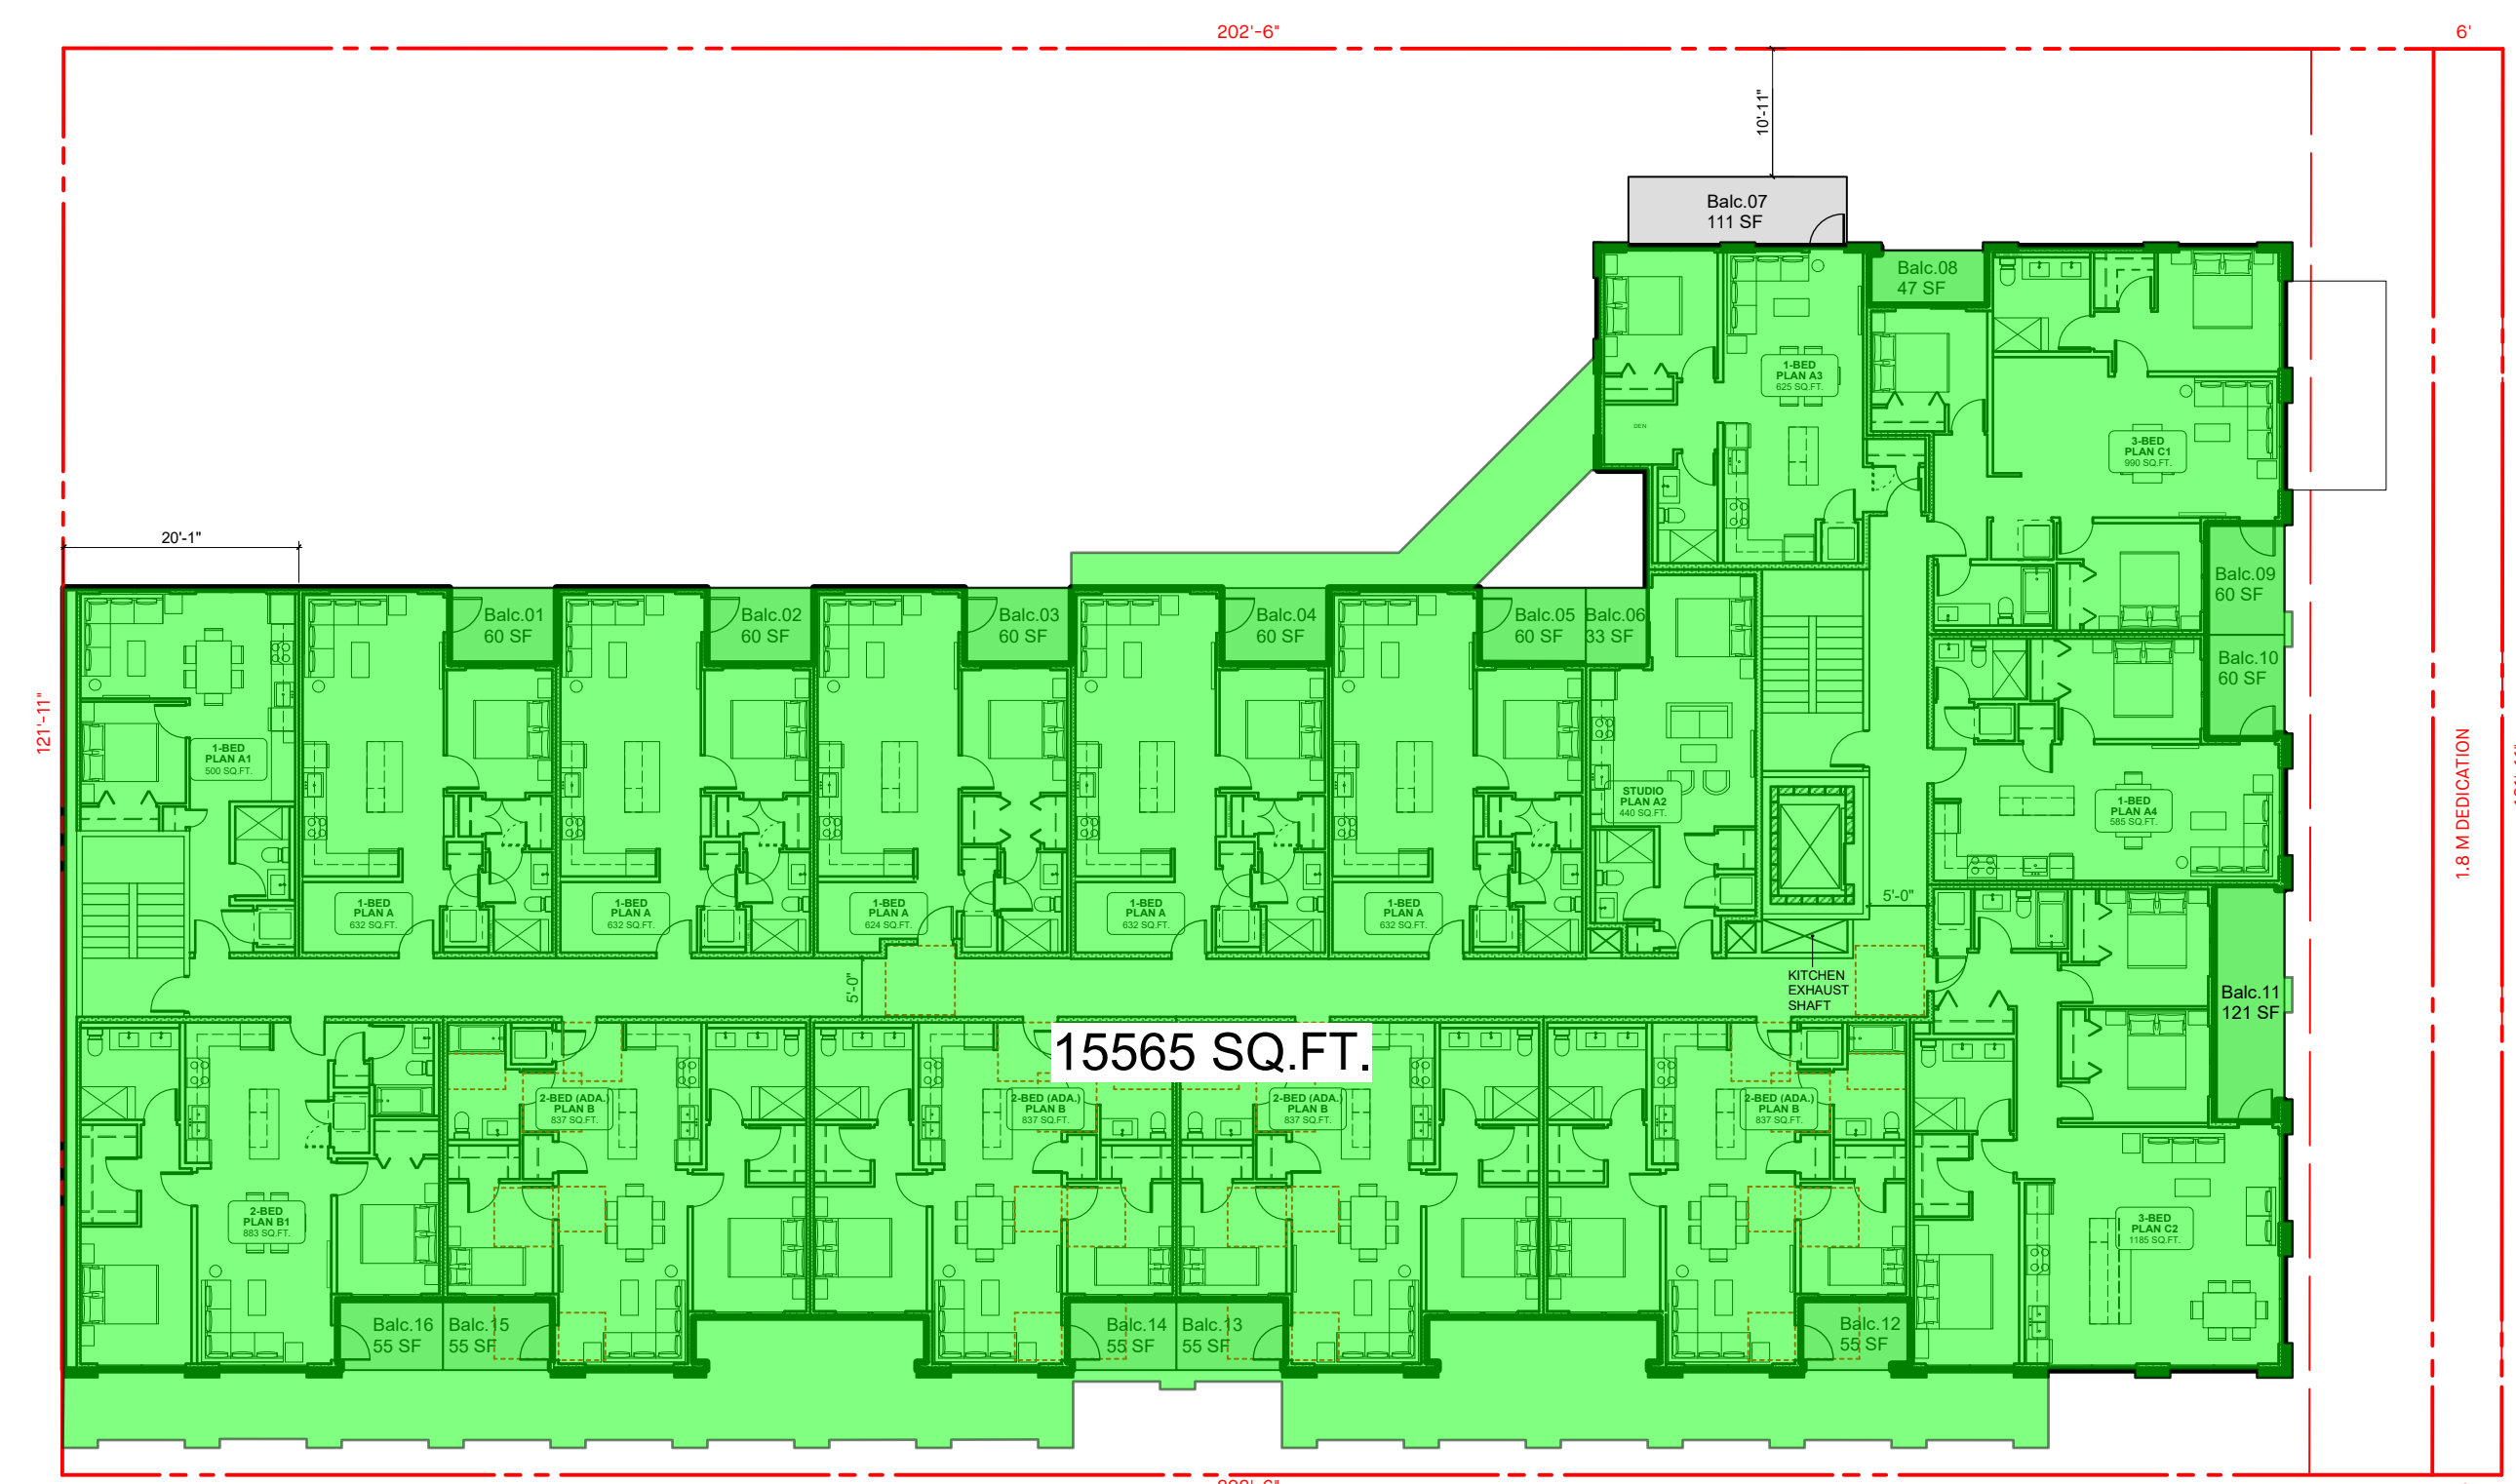 202'-6"
6'
10'-11"
Balc.07
111 SF
Balc.08
47 SF
1-BED
PLAN A3
625 SQ.FT.
DEN
3-BED
PLAN C1
990 SQ.FT.
20'-1"
Balc.01
60 SF
Balc.02
60 SF
Balc.03
60 SF
Balc.04
60 SF
Balc.05
60 SF
Balc.06
33 SF
Balc.09
60 SF
Balc.10
60 SF
121'-11"
1-BED
PLAN A1
500 SQ.FT.
STUDIO
PLAN A2
440 SQ.FT.
1-BED
PLAN A4
585 SQ.FT.
1.8 M DEDICATION
1-BED
PLAN A
632 SQ.FT.
1-BED
PLAN A
632 SQ.FT.
1-BED
PLAN A
624 SQ.FT.
1-BED
PLAN A
632 SQ.FT.
1-BED
PLAN A
632 SQ.FT.
5'-0"
5'-0"
KITCHEN
EXHAUST
SHAFT
Balc.11
121 SF
15565 SQ.FT.
2-BED (ADA.)
PLAN B
837 SQ.FT.
2-BED (ADA.)
PLAN B
837 SQ.FT.
2-BED (ADA.)
PLAN B
837 SQ.FT.
2-BED (ADA.)
PLAN B
837 SQ.FT.
2-BED
PLAN B1
883 SQ.FT.
3-BED
PLAN C2
1185 SQ.FT.
Balc.16
55 SF
Balc.15
55 SF
Balc.14
55 SF
Balc.13
55 SF
Balc.12
55 SF